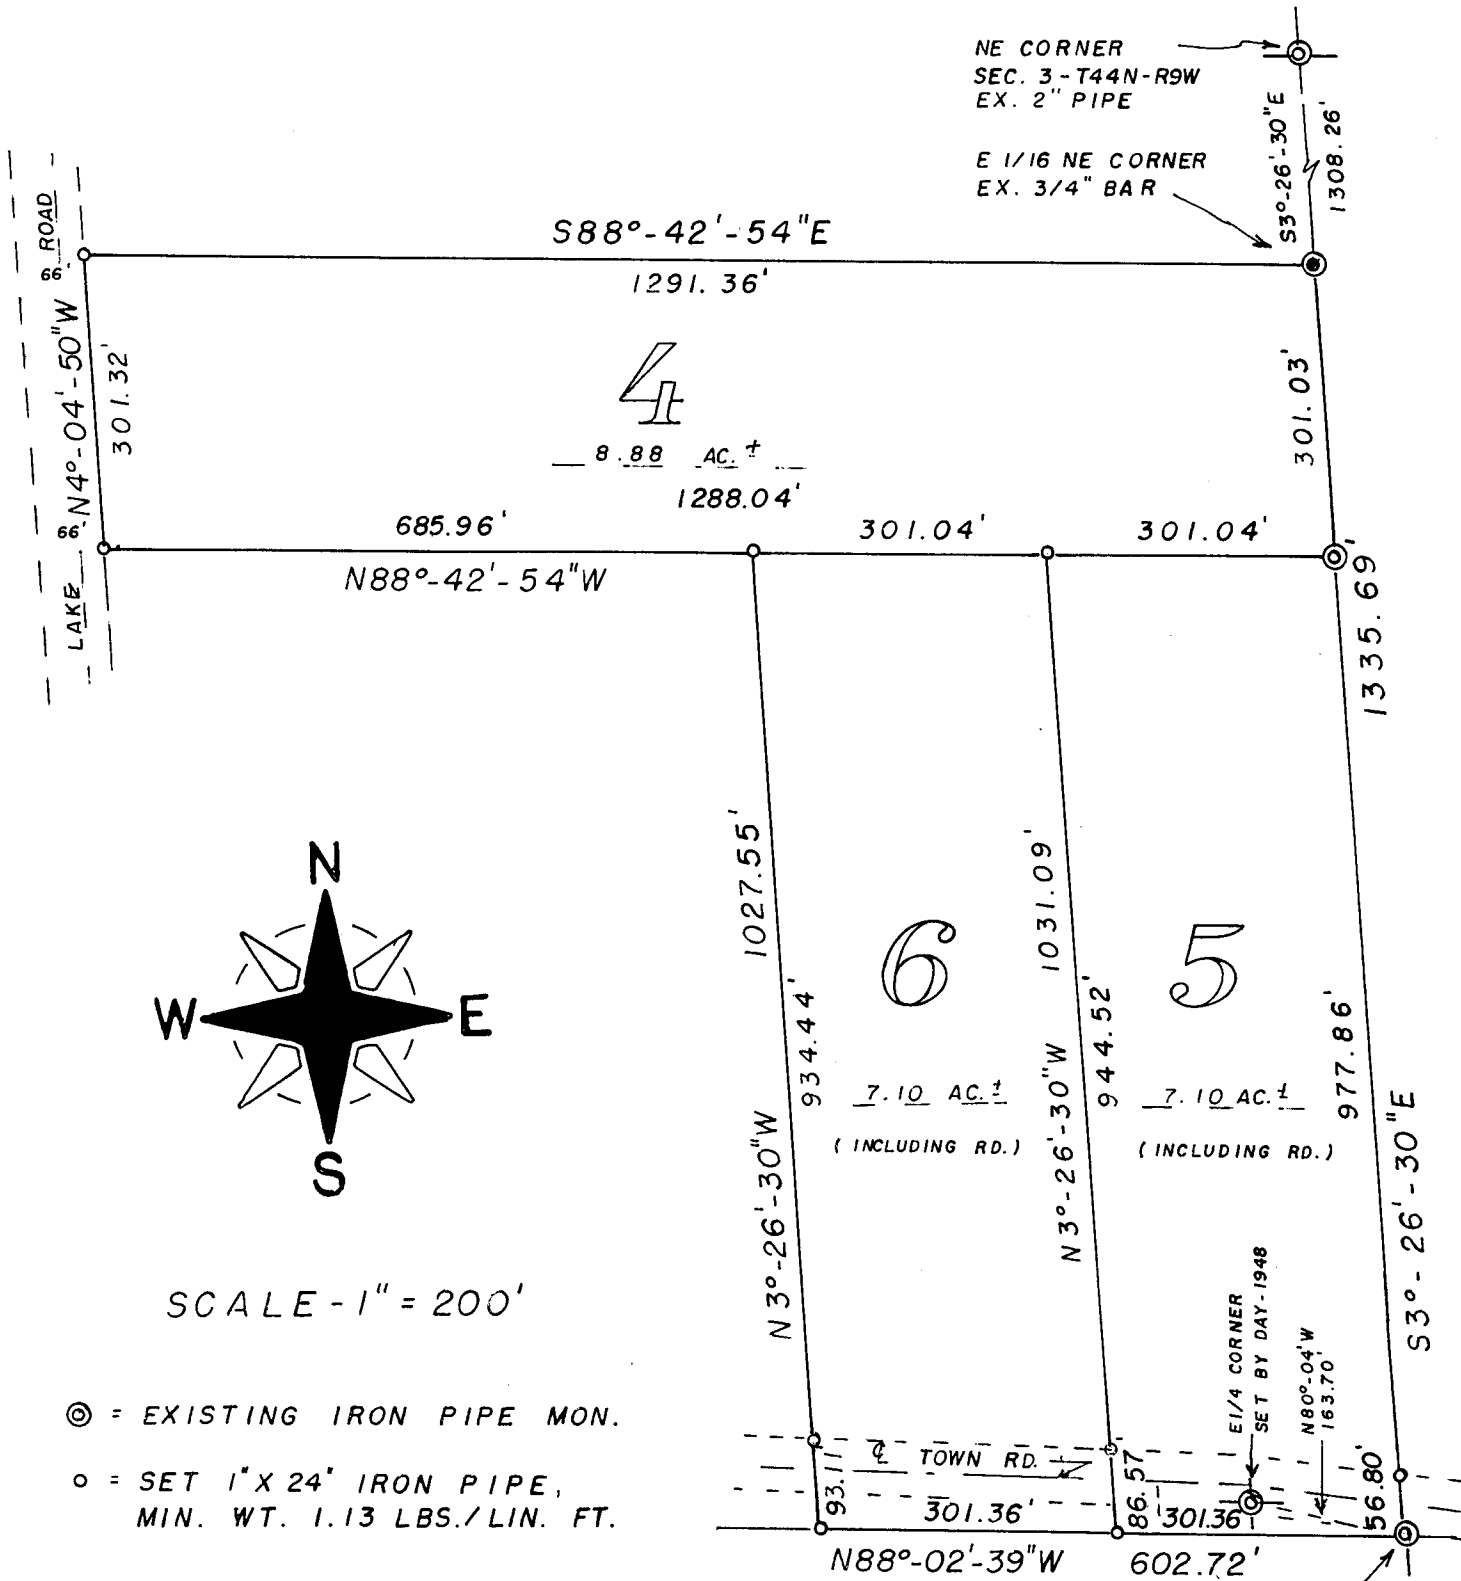 NE CORNER
SEC. 3 - T44N - R9W
EX. 2" PIPE
E 1/16 NE CORNER
EX. 3/4" BAR
S3°-26'-30"E
1308.26'
S88°-42'-54"E
1291.36'
66' ROAD
N4°-04'-50"W
301.32'
LAKE 66'
4
8.88 AC. ±
1288.04'
301.03'
685.96'
301.04'
301.04'
N88°-42'-54"W
1335.69'
1027.55'
934.44'
N3°-26'-30"W
1031.09'
944.52'
N3°-26'-30"W
6
7.10 AC. ±
(INCLUDING RD.)
5
7.10 AC. ±
(INCLUDING RD.)
977.86'
S3°-26'-30"E
N
W
E
S
SCALE - 1" = 200'
= EXISTING IRON PIPE MON.
= SET 1" X 24" IRON PIPE,
MIN. WT. 1.13 LBS./LIN. FT.
E1/4 CORNER
SET BY DAY-1948
N80°-04'W
163.70'
℄ TOWN RD.
93.11
86.57
56.80'
301.36'
301.36'
N88°-02'-39"W
602.72'